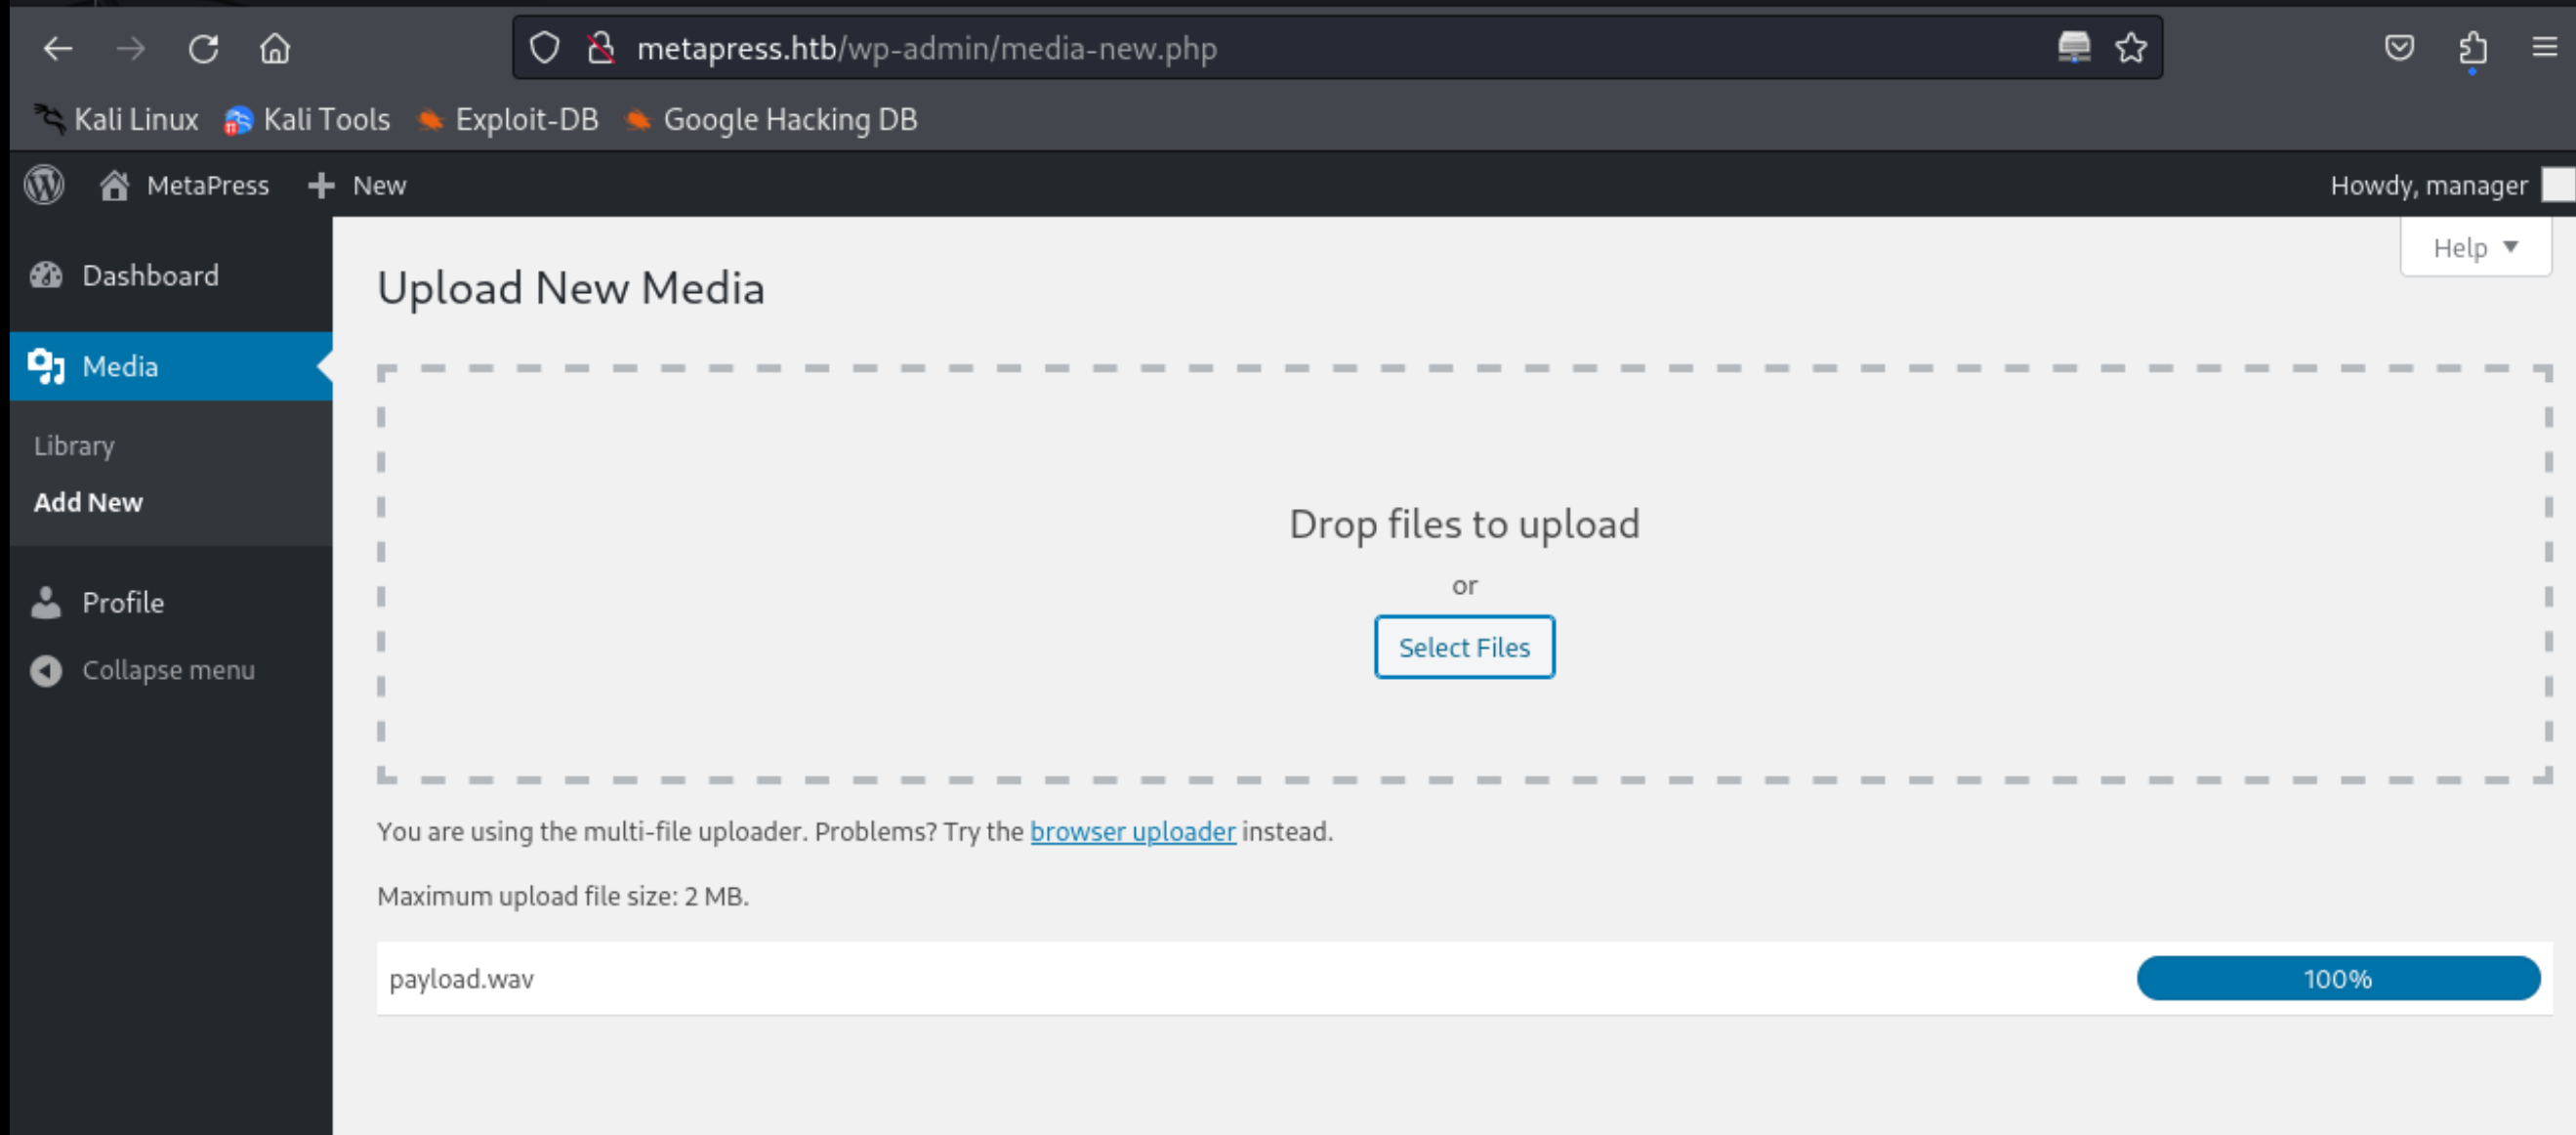 metapress.htb/wp-admin/media-new.php
Kali Linux Kali Tools Exploit-DB Google Hacking DB
MetaPress New Howdy, manager
Help
Dashboard
Upload New Media
Media
Library
Add New
Drop files to upload
or
Select Files
Profile
Collapse menu
You are using the multi-file uploader. Problems? Try the browser uploader instead.
Maximum upload file size: 2 MB.
payload.wav 100%